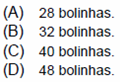 (A) 28 bolinhas.
(B) 32 bolinhas.
(C) 40 bolinhas.
(D) 48 bolinhas.